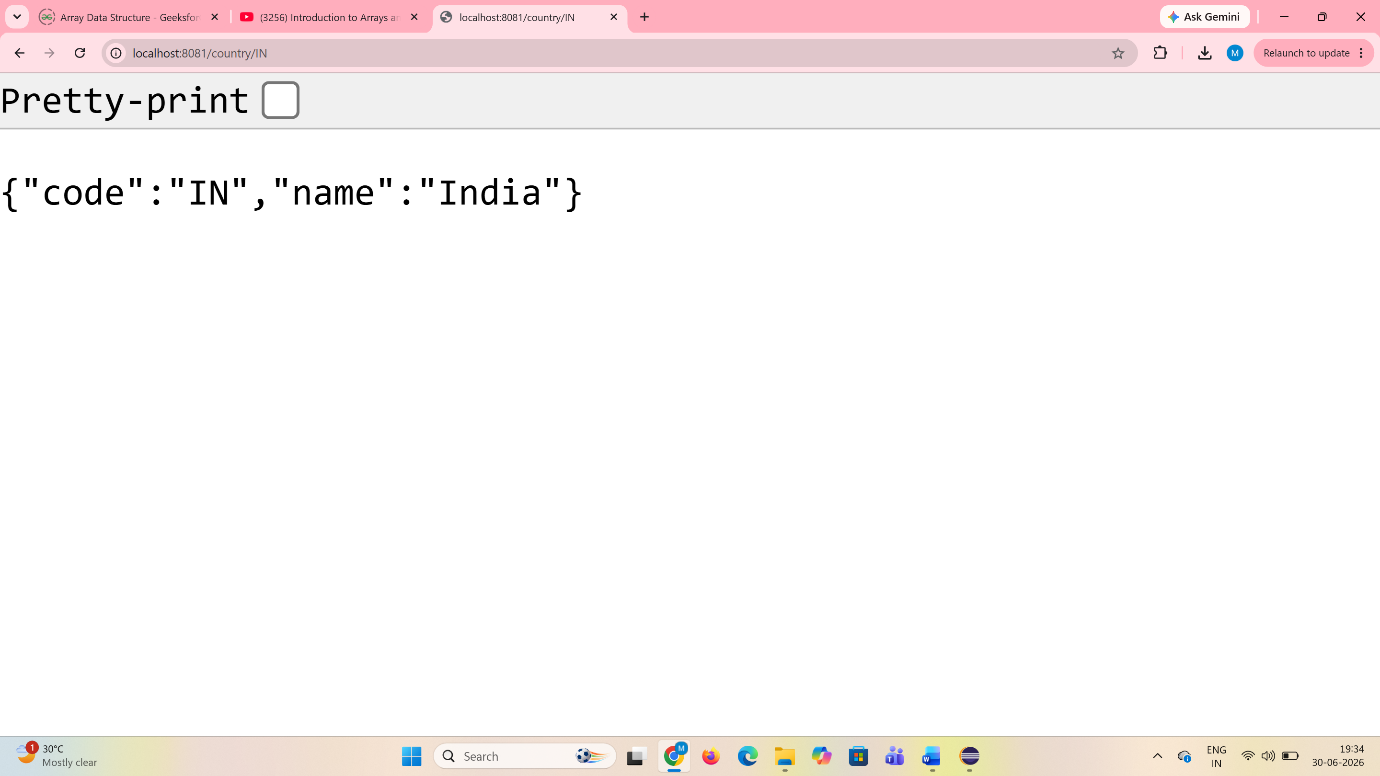 Array Data Structure - Geeksfor
(3256) Introduction to Arrays ar
localhost:8081/country/IN
Ask Gemini
localhost:8081/country/IN
M
Relaunch to update
Pretty-print
{"code":"IN","name":"India"}
1
30°C
Mostly clear
Search
M
ENG
IN
19:34
30-06-2026